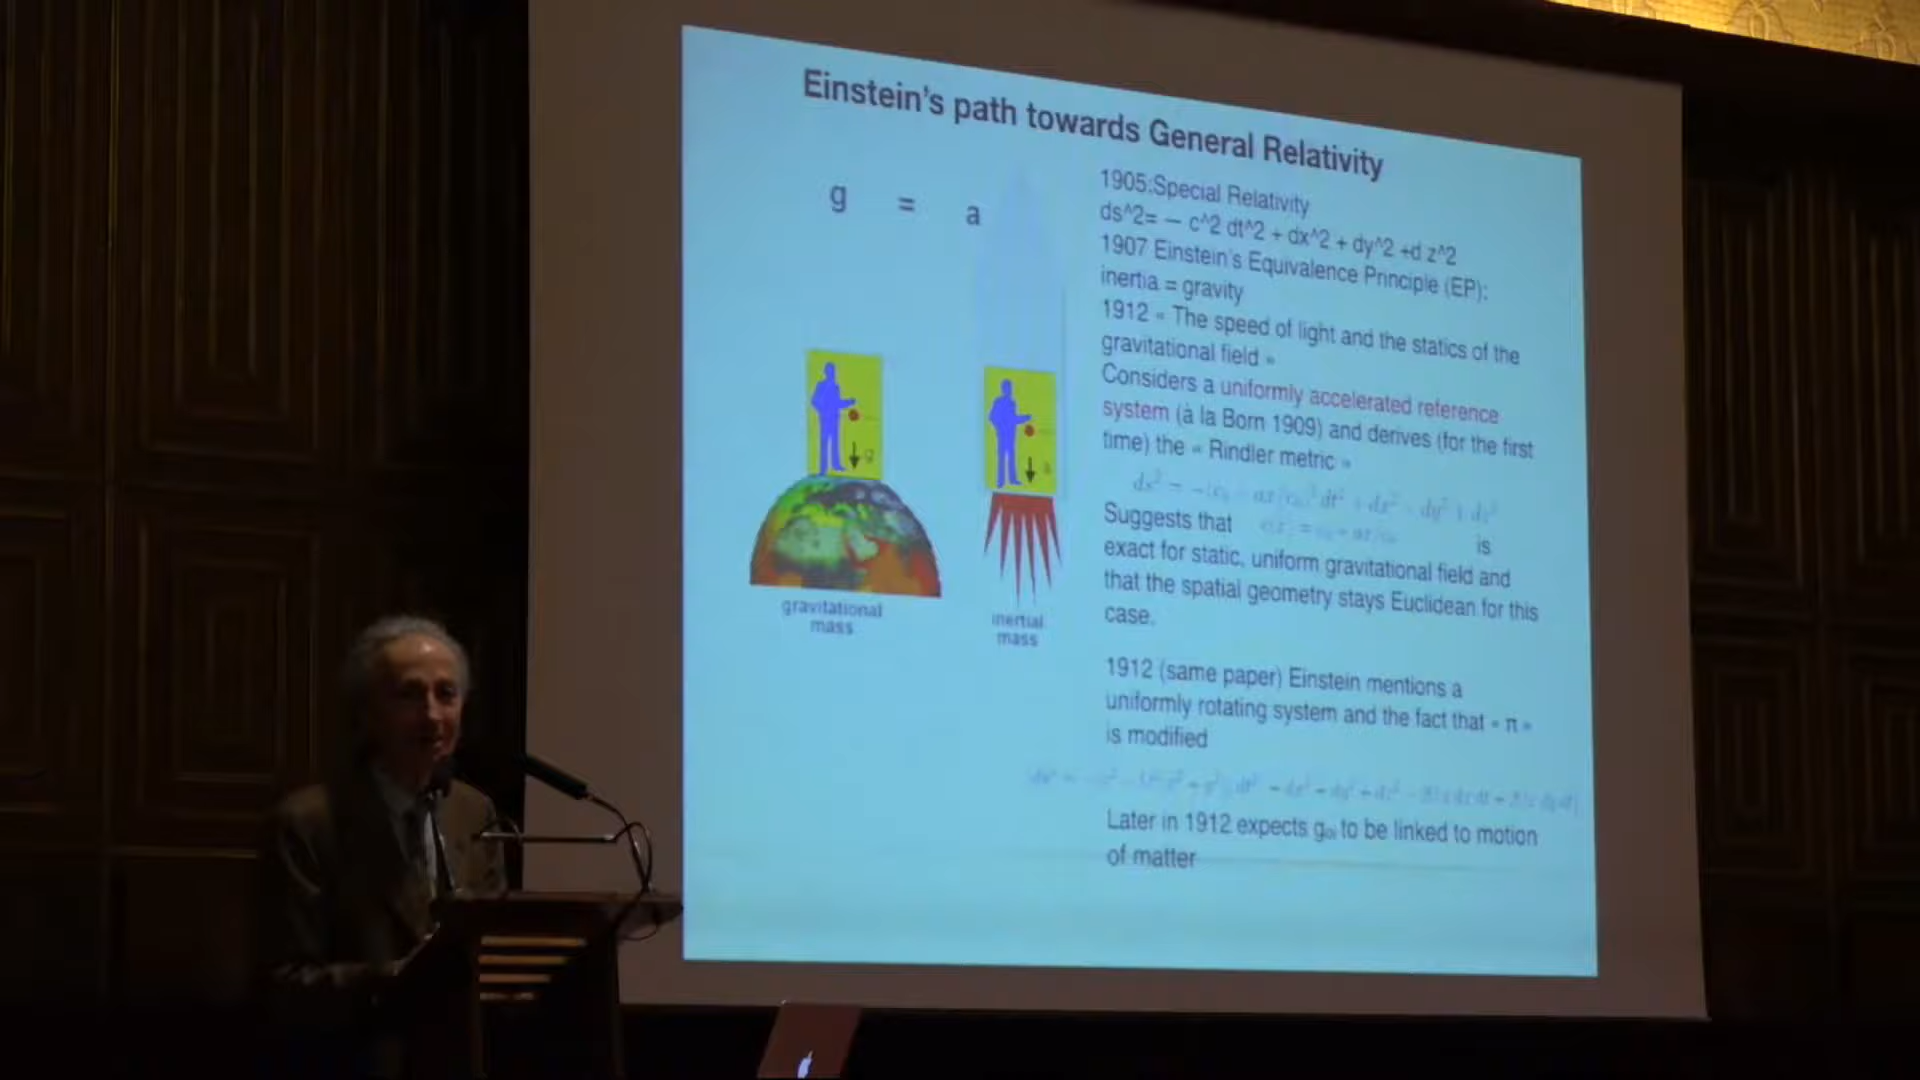 Einstein's path towards General Relativity
g = a
g
gravitational
mass
inertial
mass
1905:Special Relativity
ds^2= − c^2 dt^2 + dx^2 + dy^2 +d z^2
1907 Einstein's Equivalence Principle (EP):
inertia = gravity
1912 « The speed of light and the statics of the
gravitational field »
Considers a uniformly accelerated reference
system (à la Born 1909) and derives (for the first
time) the « Rindler metric »
Suggests that is
exact for static, uniform gravitational field and
that the spatial geometry stays Euclidean for this
case.
1912 (same paper) Einstein mentions a
uniformly rotating system and the fact that « π »
is modified
Later in 1912 expects g₀ᵢ to be linked to motion
of matter